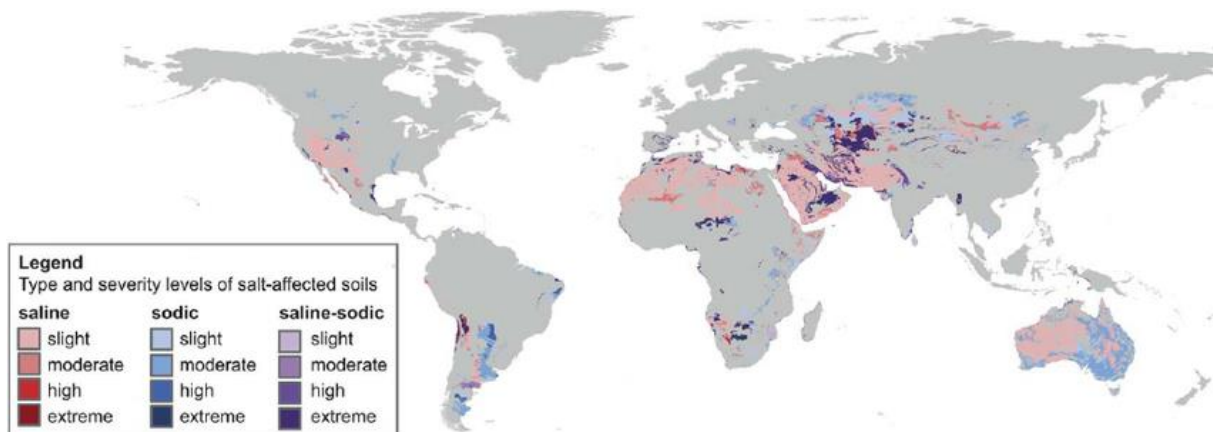 Legend
Type and severity levels of salt-affected soils
saline sodic saline-sodic
slight slight slight
moderate moderate moderate
high high high
extreme extreme extreme